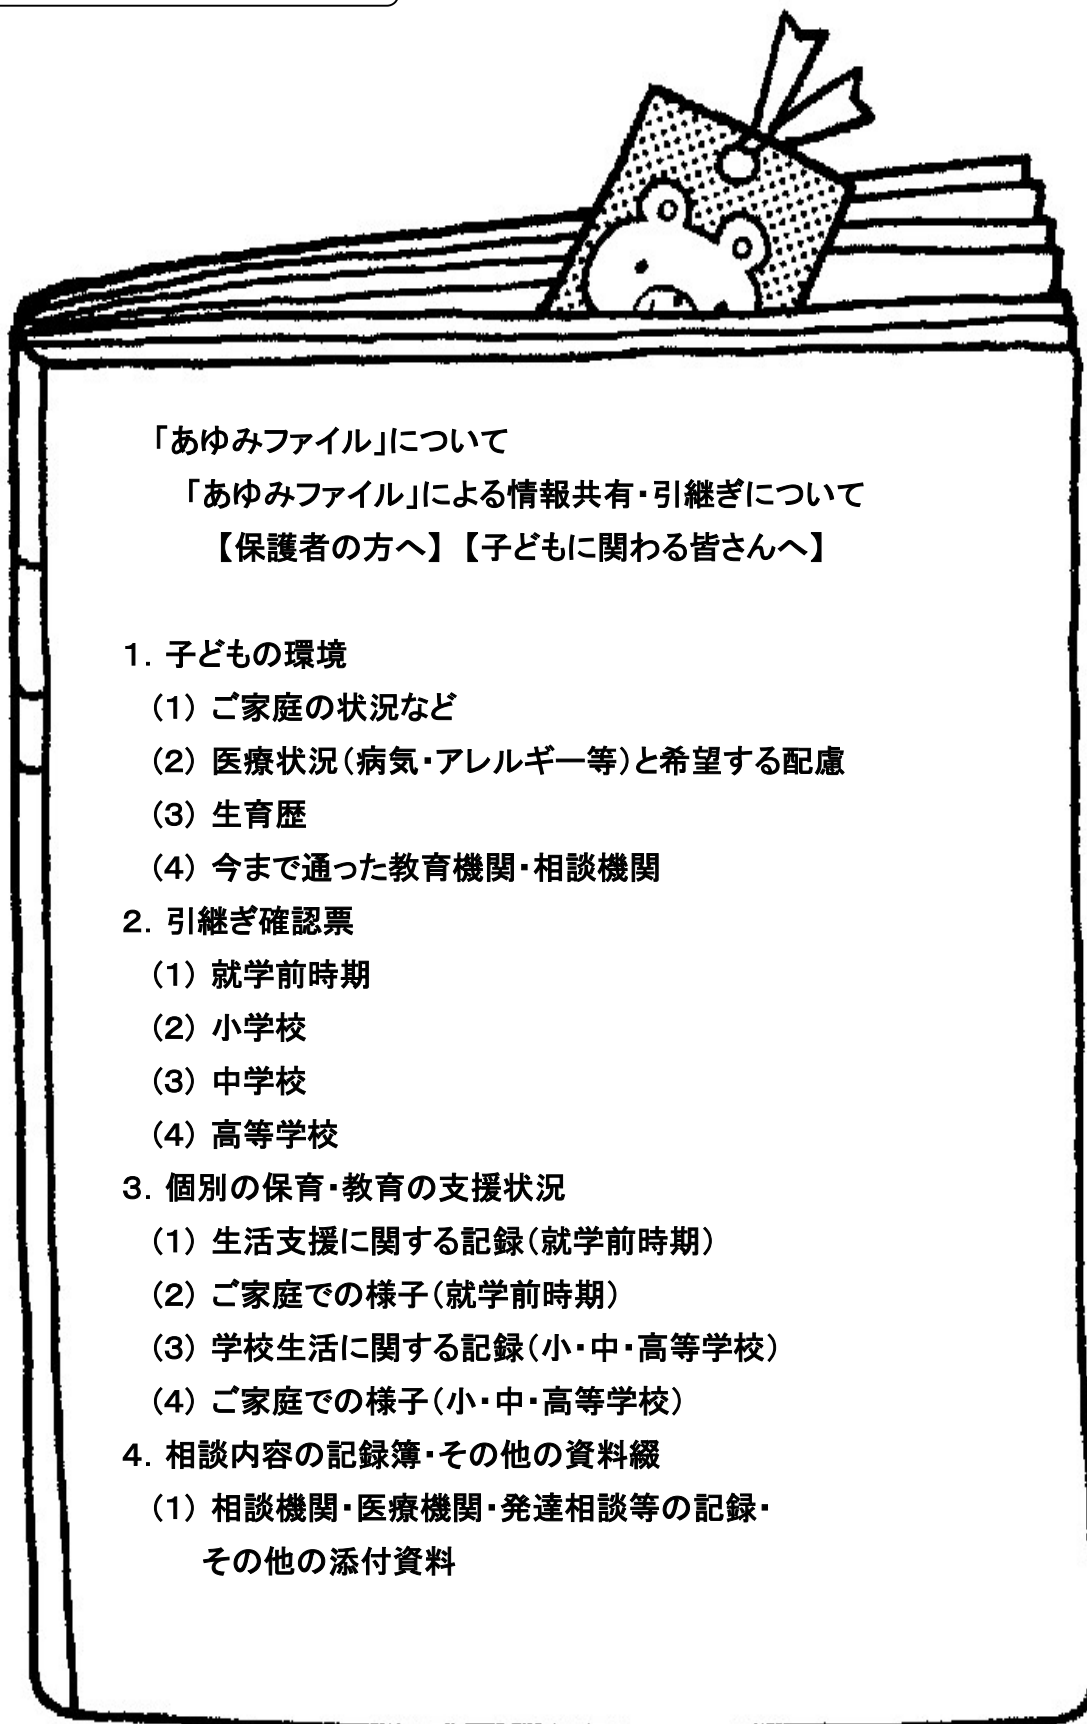 「あゆみファイル」について
「あゆみファイル」による情報共有・引継ぎについて
【保護者の方へ】【子どもに関わる皆さんへ】
１．子どもの環境
（１）ご家庭の状況など
（２）医療状況（病気・アレルギー等）と希望する配慮
（３）生育歴
（４）今まで通った教育機関・相談機関
２．引継ぎ確認票
（１）就学前時期
（２）小学校
（３）中学校
（４）高等学校
３．個別の保育・教育の支援状況
（１）生活支援に関する記録（就学前時期）
（２）ご家庭での様子（就学前時期）
（３）学校生活に関する記録（小・中・高等学校）
（４）ご家庭での様子（小・中・高等学校）
４．相談内容の記録簿・その他の資料綴
（１）相談機関・医療機関・発達相談等の記録・
その他の添付資料